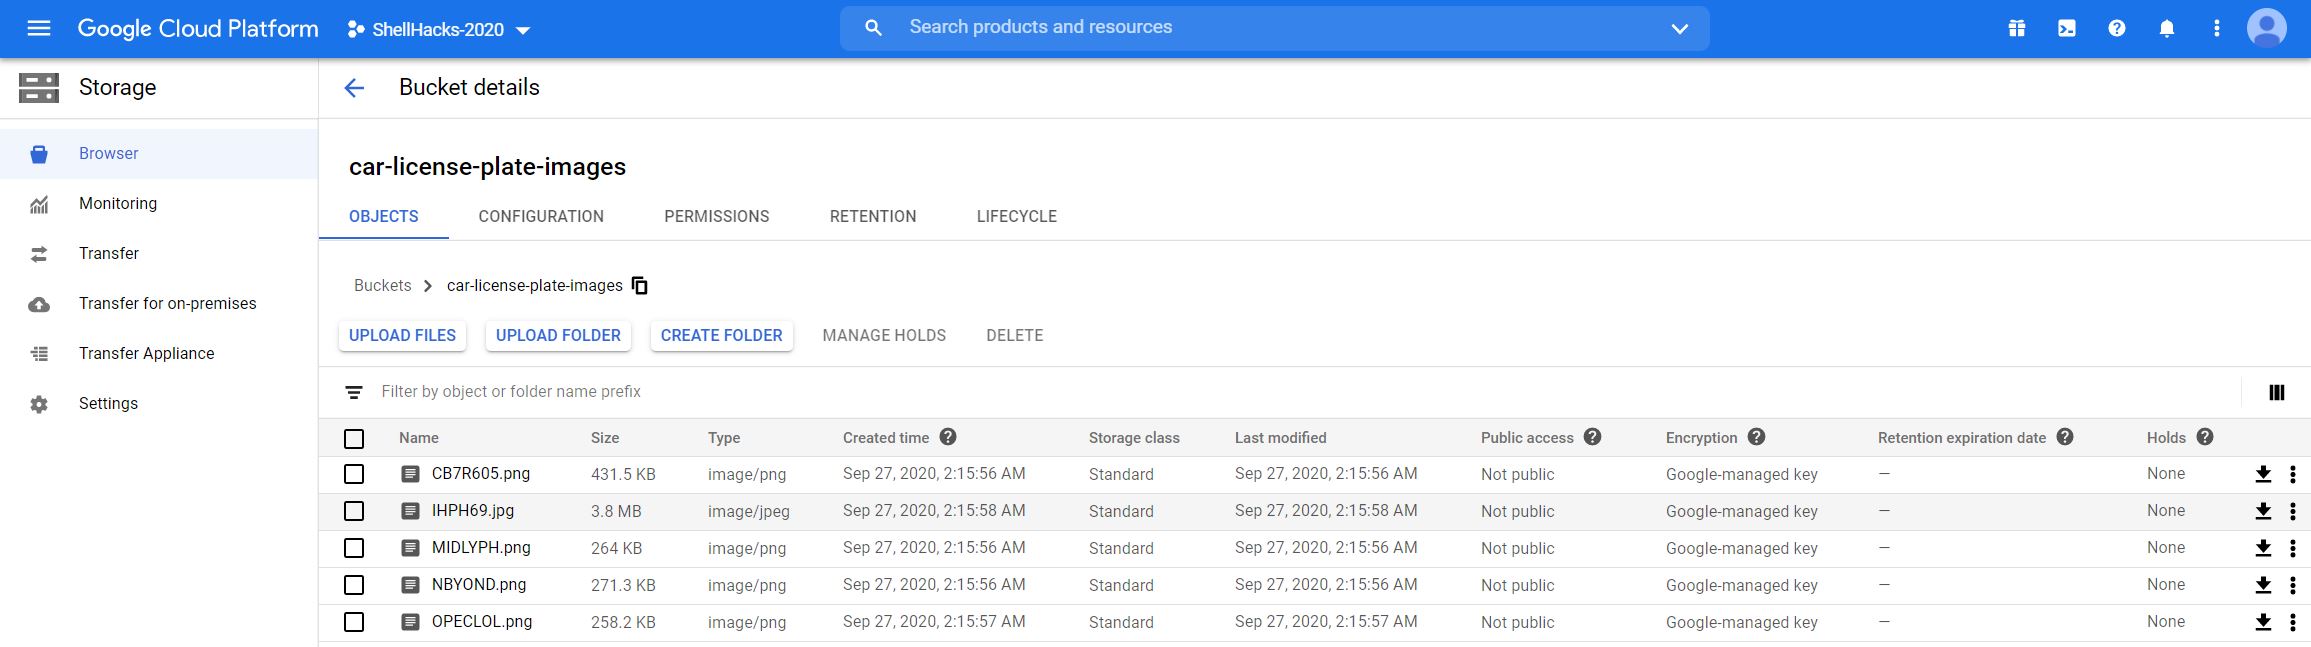 Google Cloud Platform ShellHacks-2020 Search products and resources
Storage
Browser
Monitoring
Transfer
Transfer for on-premises
Transfer Appliance
Settings
Bucket details
car-license-plate-images
OBJECTS CONFIGURATION PERMISSIONS RETENTION LIFECYCLE
Buckets car-license-plate-images
UPLOAD FILES UPLOAD FOLDER CREATE FOLDER MANAGE HOLDS DELETE
Filter by object or folder name prefix
Name Size Type Created time Storage class Last modified Public access Encryption Retention expiration date Holds
CB7R605.png 431.5 KB image/png Sep 27, 2020, 2:15:56 AM Standard Sep 27, 2020, 2:15:56 AM Not public Google-managed key — None
IHPH69.jpg 3.8 MB image/jpeg Sep 27, 2020, 2:15:58 AM Standard Sep 27, 2020, 2:15:58 AM Not public Google-managed key — None
MIDLYPH.png 264 KB image/png Sep 27, 2020, 2:15:56 AM Standard Sep 27, 2020, 2:15:56 AM Not public Google-managed key — None
NBYOND.png 271.3 KB image/png Sep 27, 2020, 2:15:56 AM Standard Sep 27, 2020, 2:15:56 AM Not public Google-managed key — None
OPECLOL.png 258.2 KB image/png Sep 27, 2020, 2:15:57 AM Standard Sep 27, 2020, 2:15:57 AM Not public Google-managed key — None